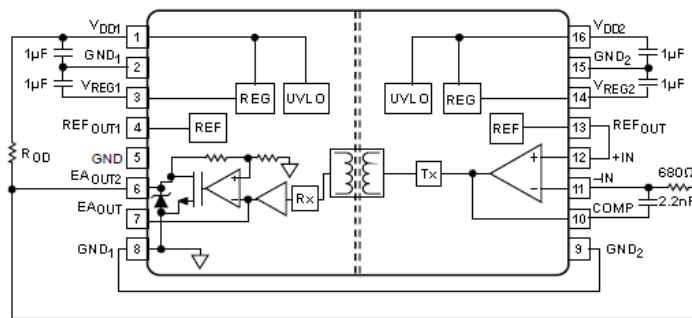 VDD1
1
1µF
GND1
2
1µF
VREG1
3
REG
UVLO
REFOUT1
4
REF
ROD
GND
5
EAOUT2
6
EAOUT
7
GND1
8
Rx
Tx
VDD2
16
1µF
GND2
15
1µF
VREG2
14
UVLO
REG
REFOUT
13
REF
+IN
12
+
−
+
−
–IN
11
680Ω
2.2nF
COMP
10
GND2
9